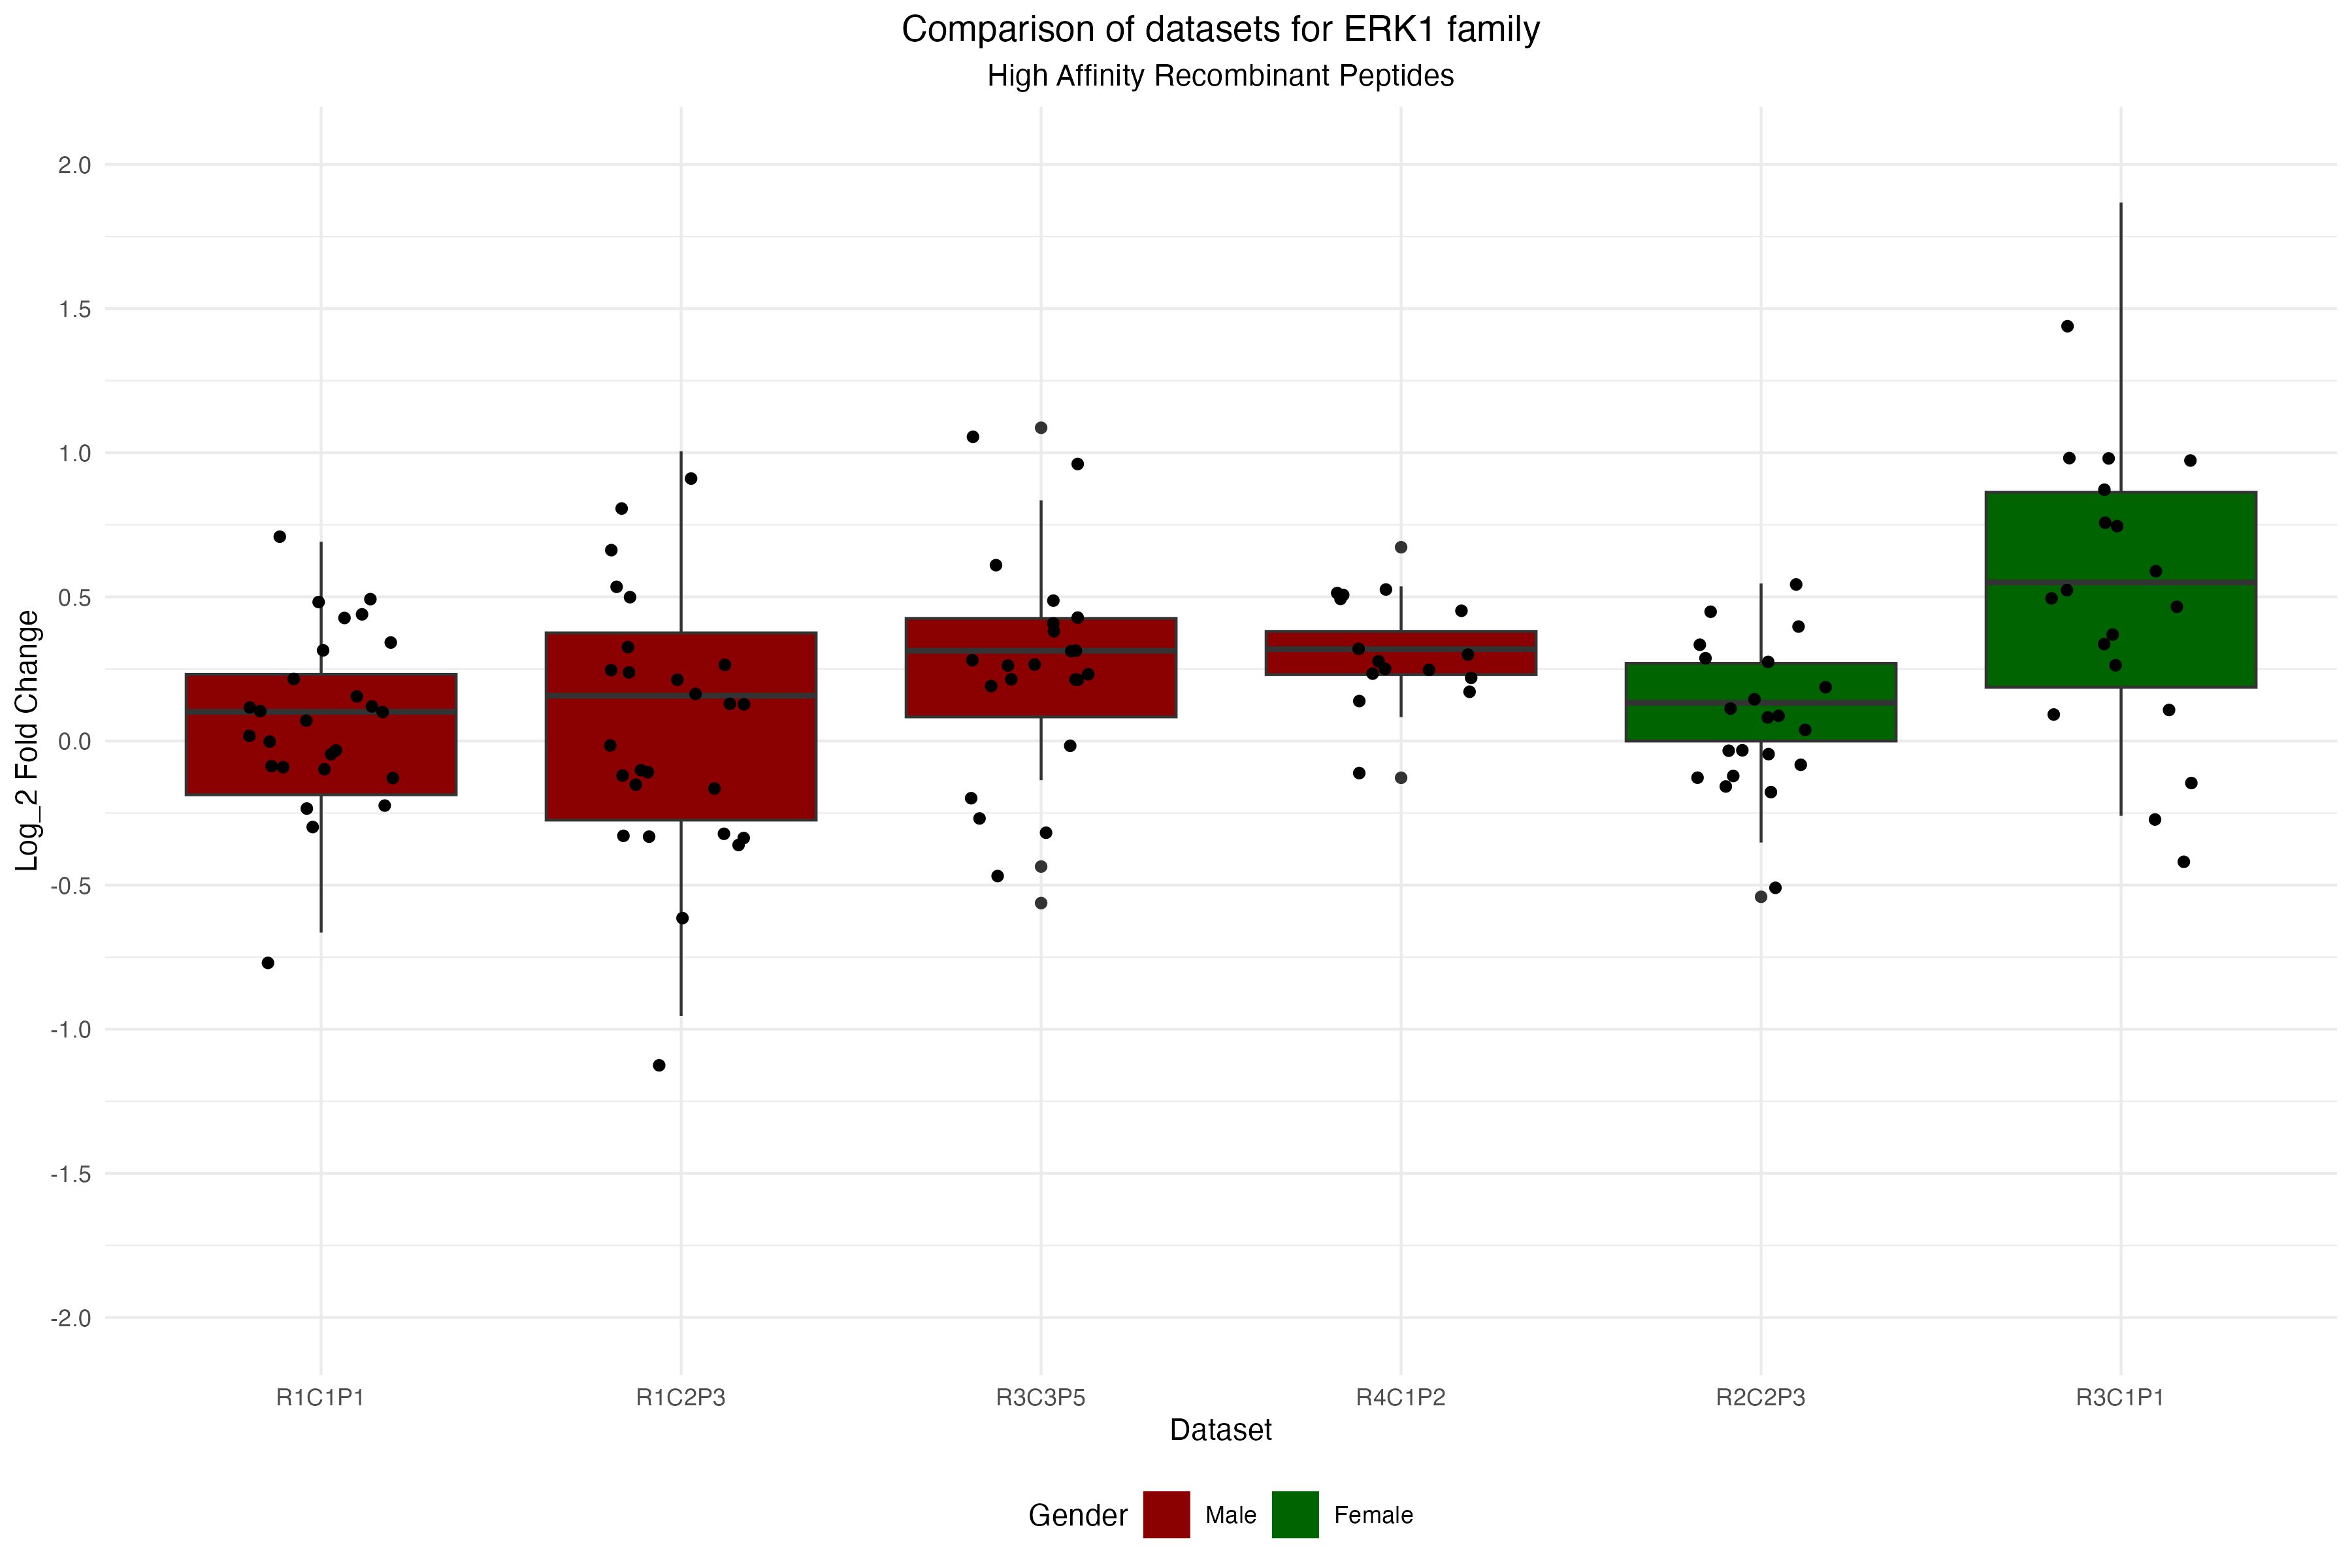 Comparison of datasets for ERK1 family
High Affinity Recombinant Peptides
Log_2 Fold Change
2.0
1.5
1.0
0.5
0.0
-0.5
-1.0
-1.5
-2.0
R1C1P1 R1C2P3 R3C3P5 R4C1P2 R2C2P3 R3C1P1
Dataset
Gender Male Female